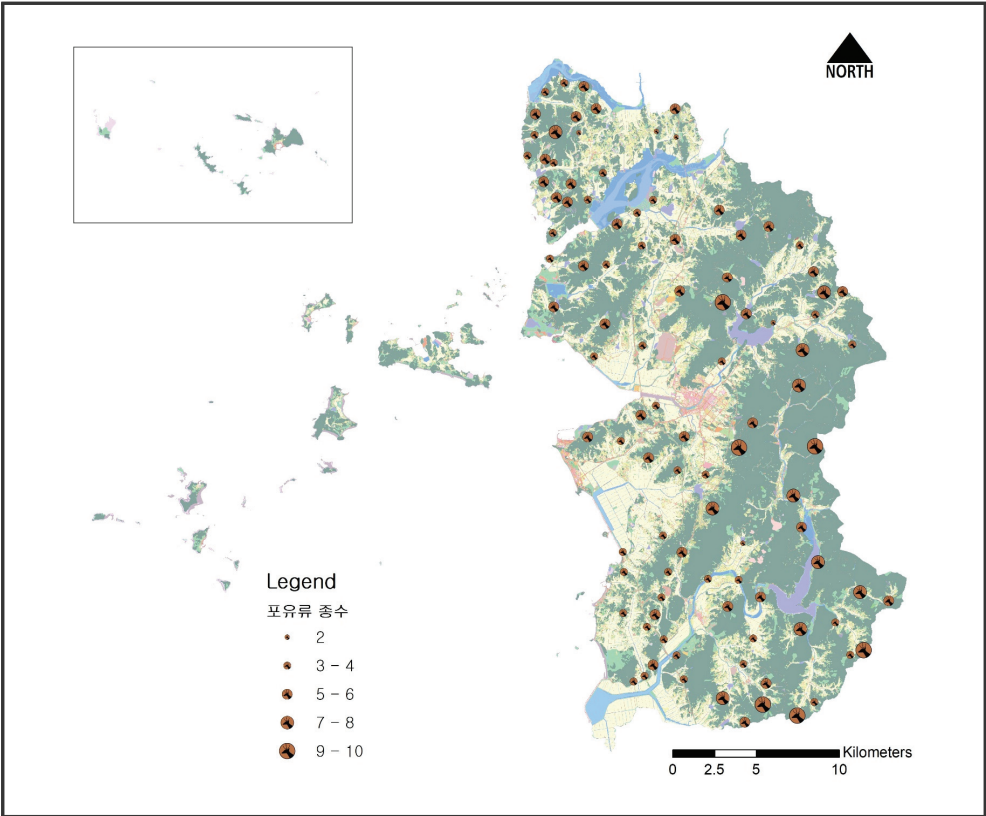 NORTH
Legend
포유류 종수
2
3 - 4
5 - 6
7 - 8
9 - 10
Kilometers
0 2.5 5 10